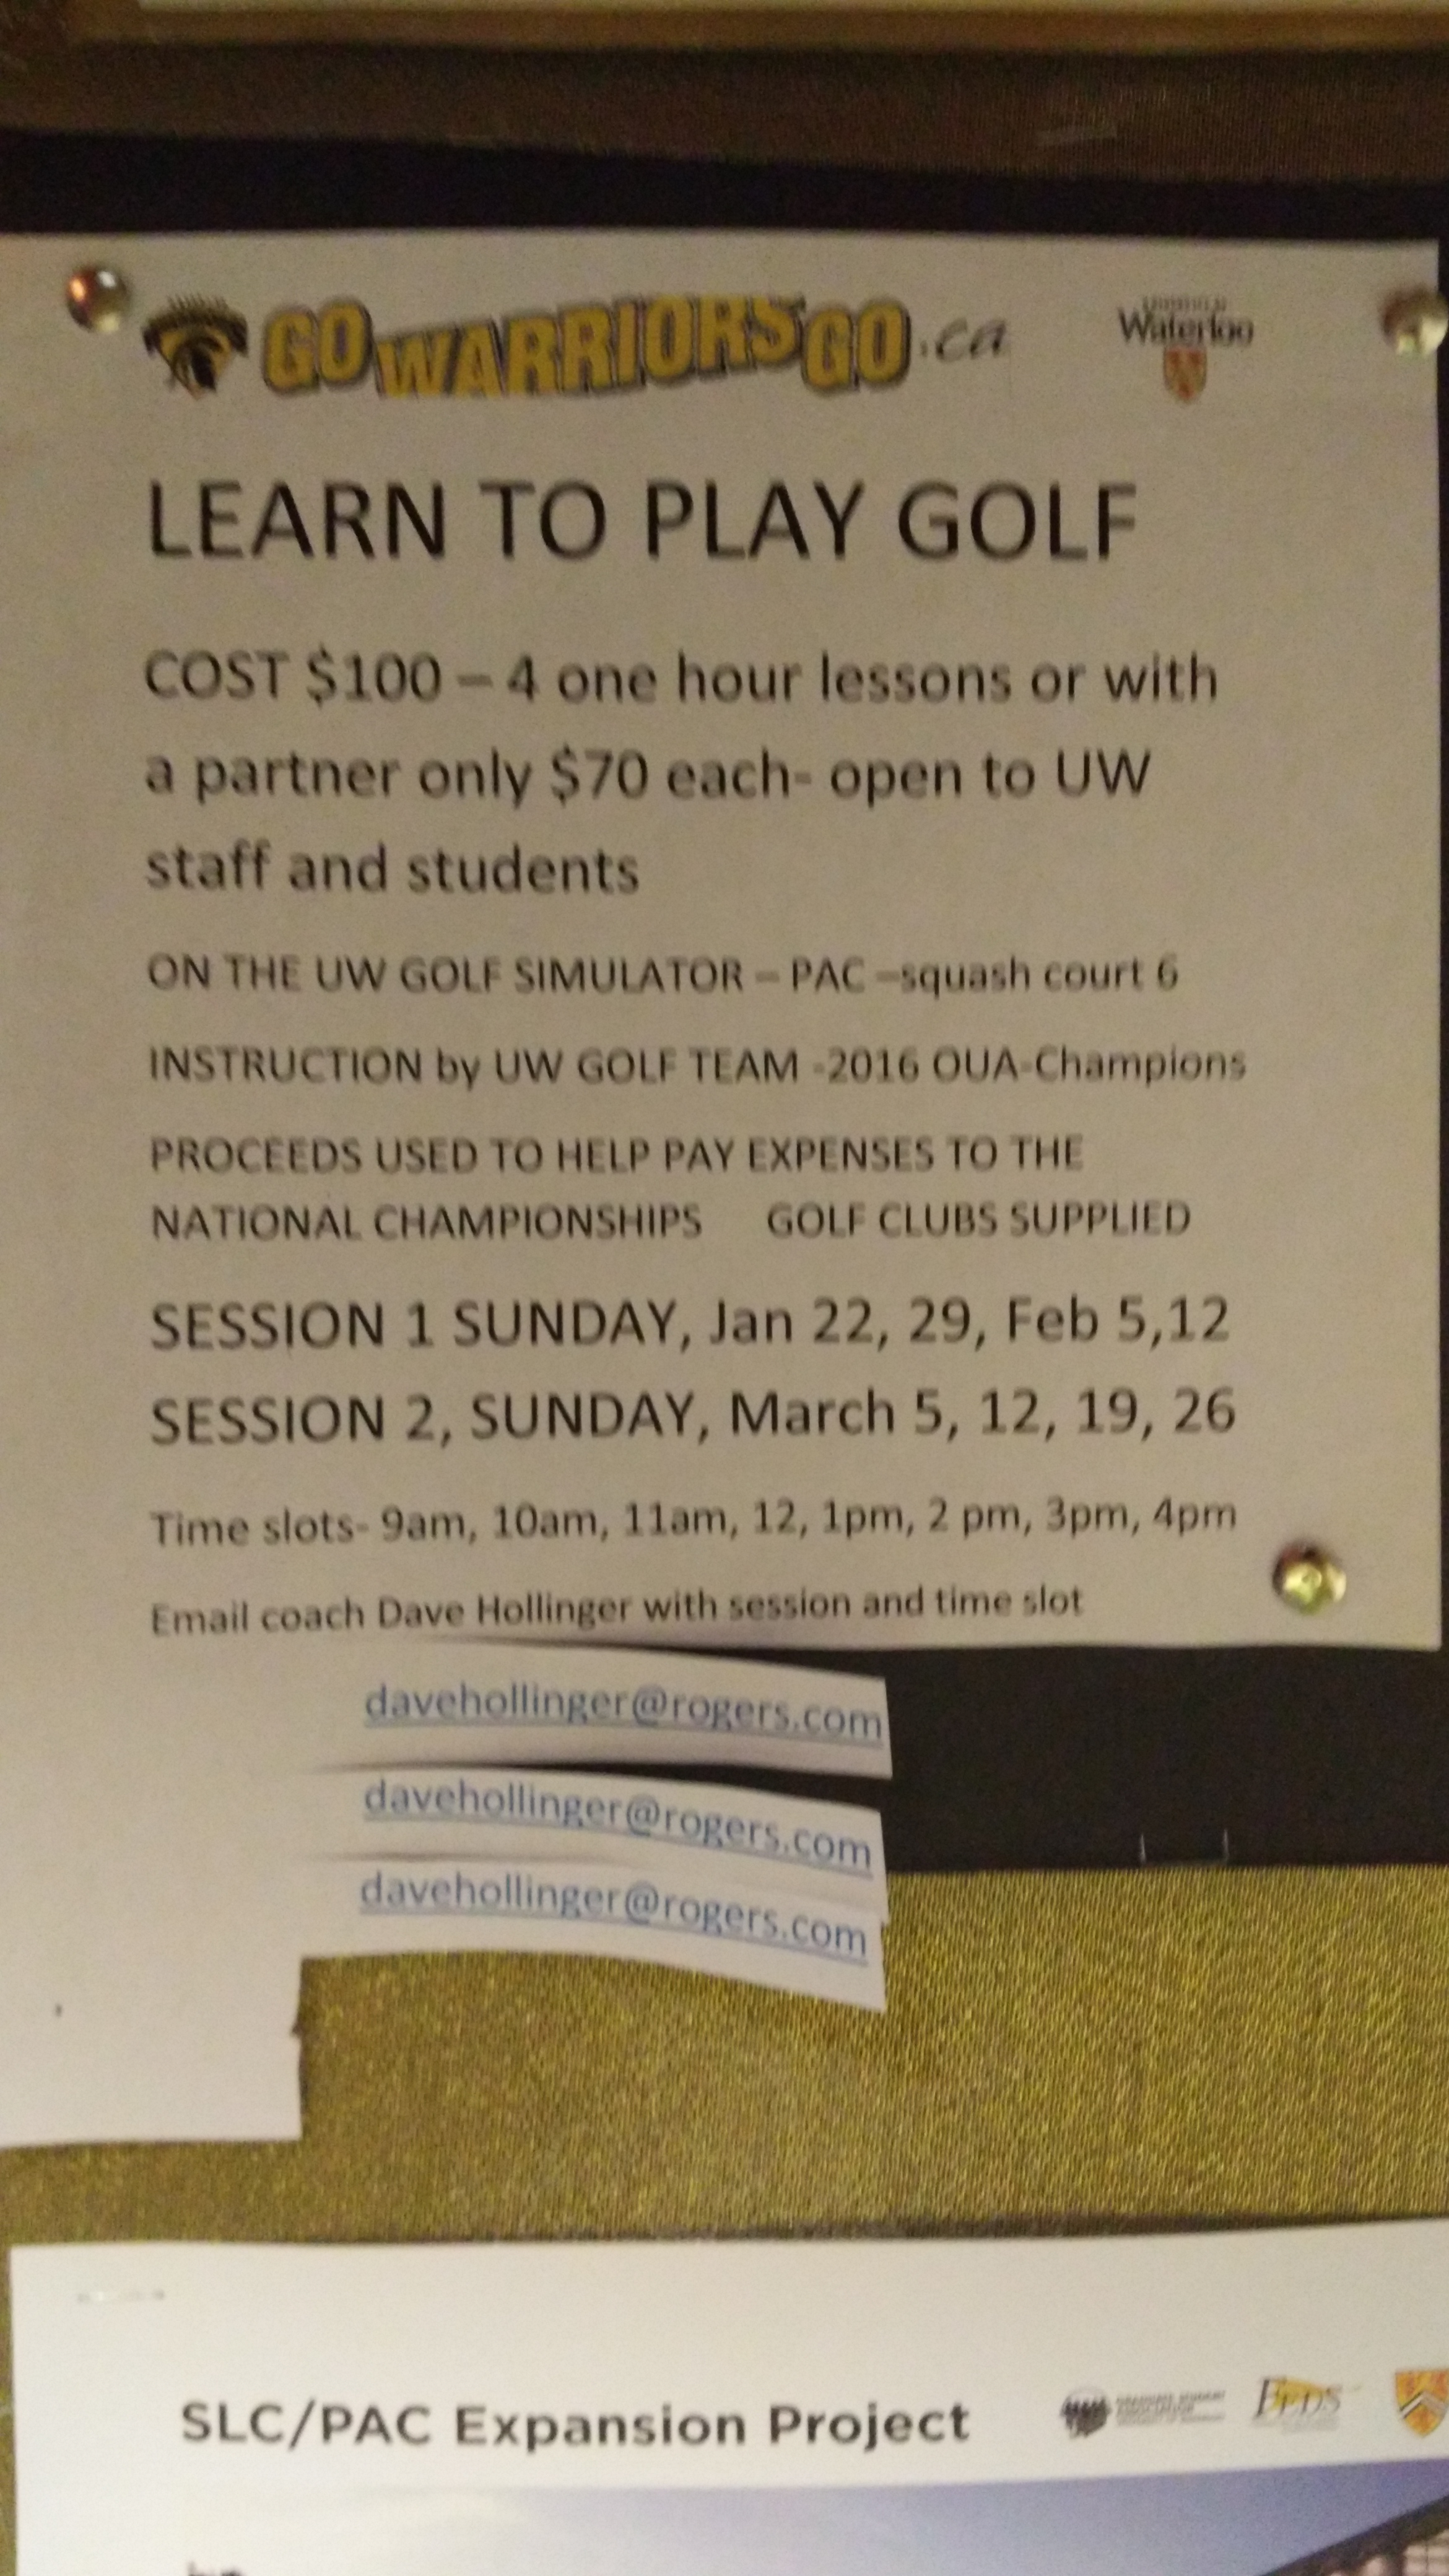 GO WARRIORS GO.ca
UNIVERSITY OF
Waterloo
LEARN TO PLAY GOLF
COST $100 – 4 one hour lessons or with
a partner only $70 each- open to UW
staff and students
ON THE UW GOLF SIMULATOR – PAC –squash court 6
INSTRUCTION by UW GOLF TEAM -2016 OUA-Champions
PROCEEDS USED TO HELP PAY EXPENSES TO THE
NATIONAL CHAMPIONSHIPS GOLF CLUBS SUPPLIED
SESSION 1 SUNDAY, Jan 22, 29, Feb 5,12
SESSION 2, SUNDAY, March 5, 12, 19, 26
Time slots- 9am, 10am, 11am, 12, 1pm, 2 pm, 3pm, 4pm
Email coach Dave Hollinger with session and time slot
davehollinger@rogers.com
davehollinger@rogers.com
davehollinger@rogers.com
SLC/PAC Expansion Project
FEDS